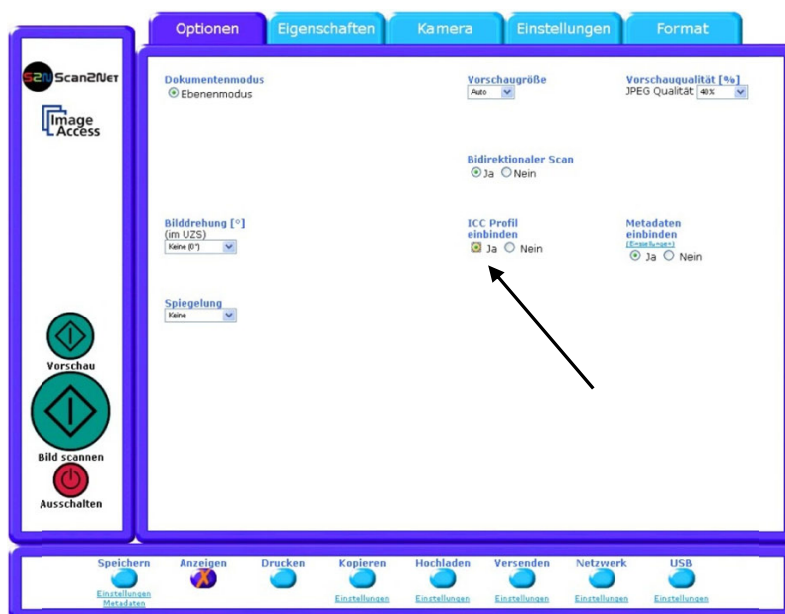 Optionen Eigenschaften Kamera Einstellungen Format
S2N Scan2Net
Image
Access
Dokumentenmodus
Ebenenmodus
Vorschaugröße
Auto
Vorschauqualität [%]
JPEG Qualität 40%
Bidirektionaler Scan
Ja Nein
Bilddrehung [°]
(im UZS)
Keine (0°)
ICC Profil
einbinden
Ja Nein
Metadaten
einbinden
(Einstellungen)
Ja Nein
Spiegelung
Keine
Vorschau
Bild scannen
Ausschalten
Speichern Anzeigen Drucken Kopieren Hochladen Versenden Netzwerk USB
Einstellungen Einstellungen Einstellungen Einstellungen Einstellungen Einstellungen
Metadaten